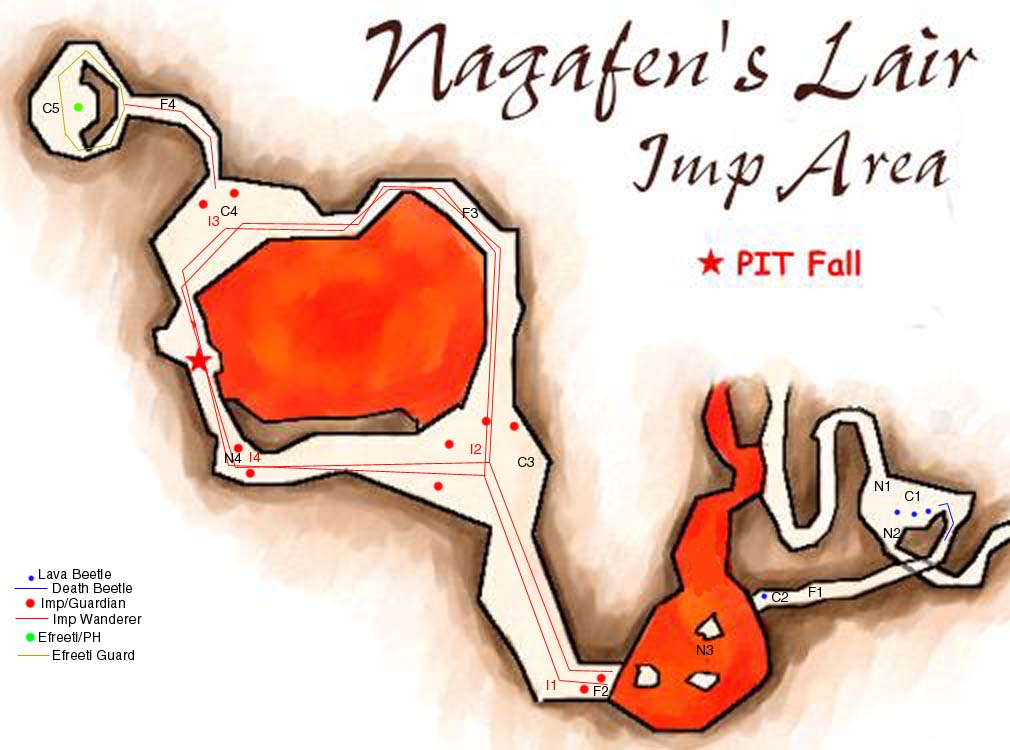 Nagafen's Lair
Imp Area
PIT Fall
C5
F4
C4
I3
F3
I2
C3
N4
I4
N1
C1
N2
C2
F1
N3
I1
F2
Lava Beetle
Death Beetle
Imp/Guardian
Imp Wanderer
Efreeti/PH
Efreeti Guard